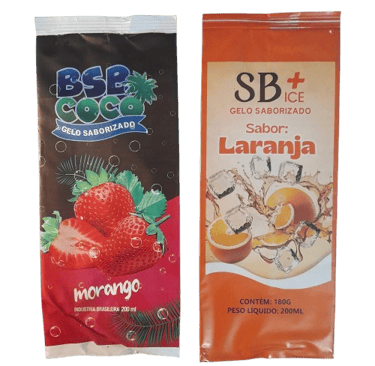 BSB
COCO
GELO SABORIZADO
morango
INDÚSTRIA BRASILEIRA 200 ml
SB+
ICE
GELO SABORIZADO
Sabor:
Laranja
CONTÉM: 180G
PESO LÍQUIDO: 200ML